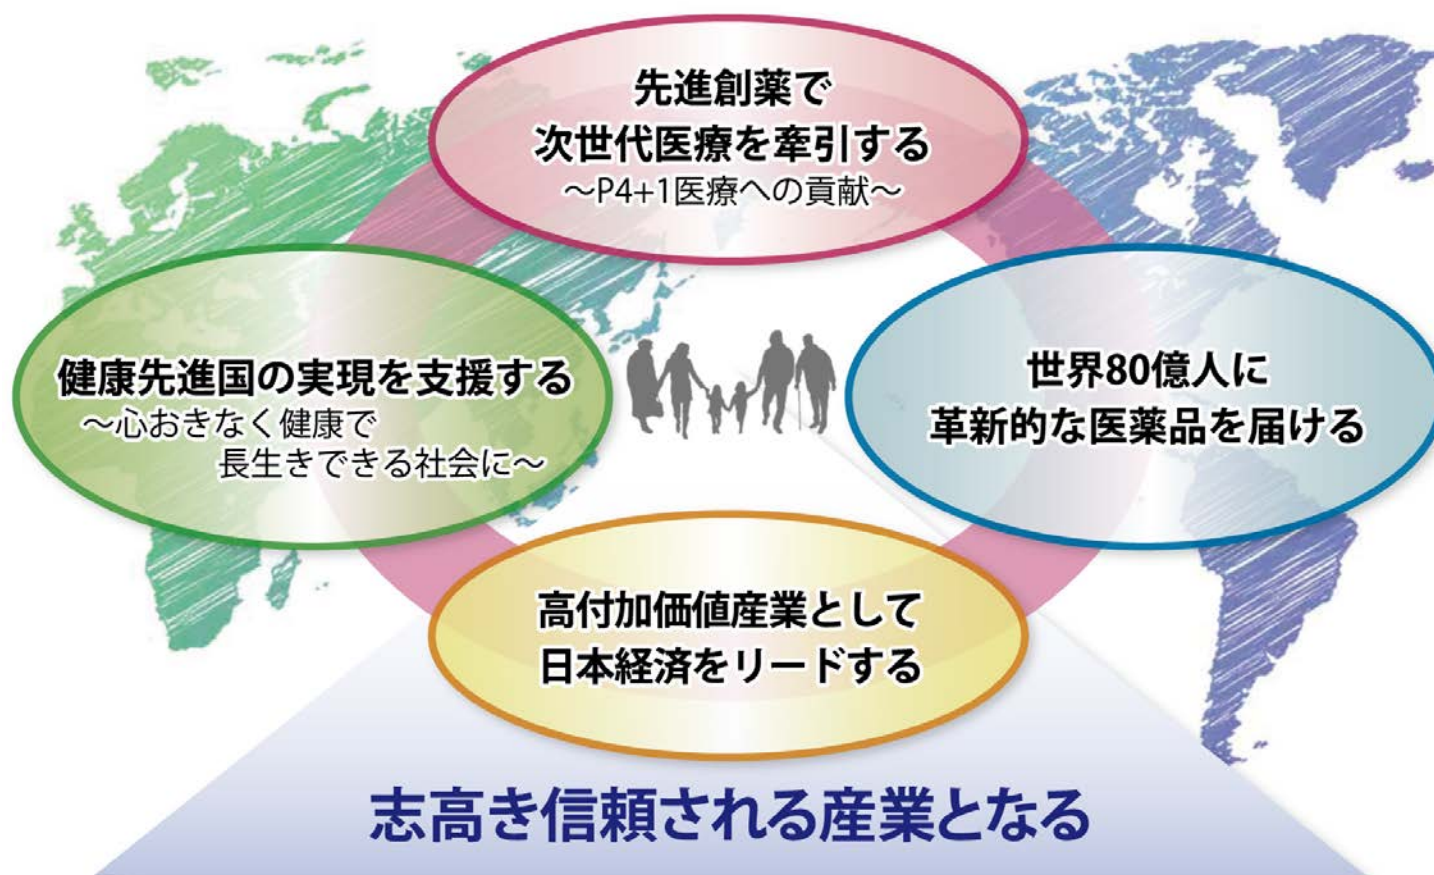 先進創薬で
次世代医療を牽引する
～P4+1医療への貢献～
健康先進国の実現を支援する
～心おきなく健康で
長生きできる社会に～
世界80億人に
革新的な医薬品を届ける
高付加価値産業として
日本経済をリードする
志高き信頼される産業となる